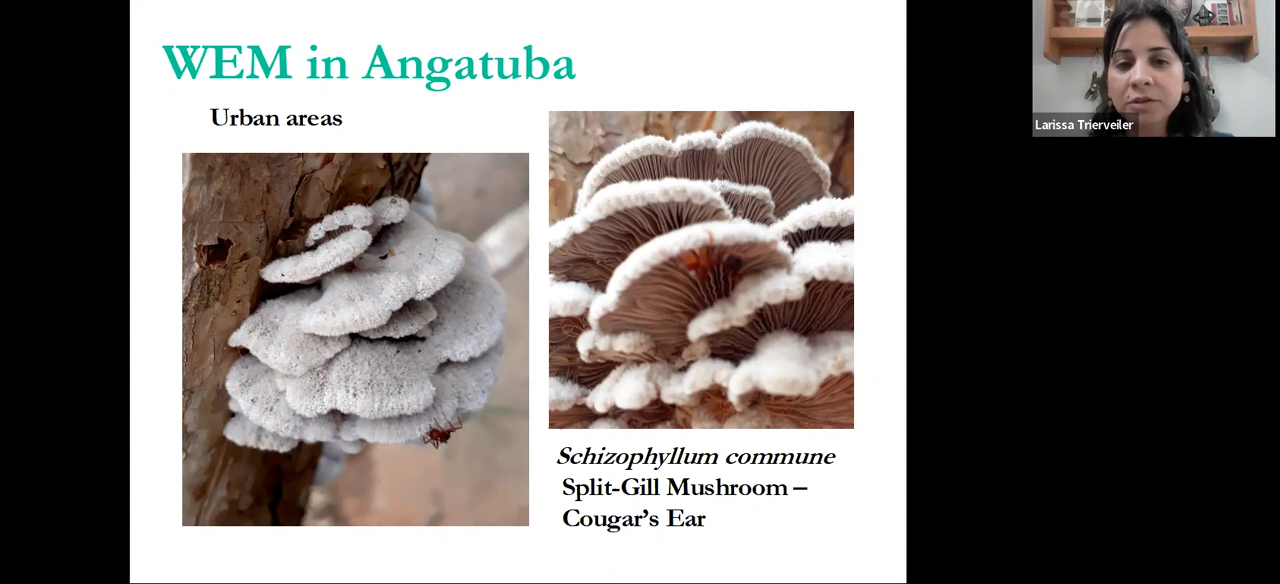 WEM in Angatuba
Urban areas
Schizophyllum commune
Split-Gill Mushroom –
Cougar's Ear
Larissa Trierveiler